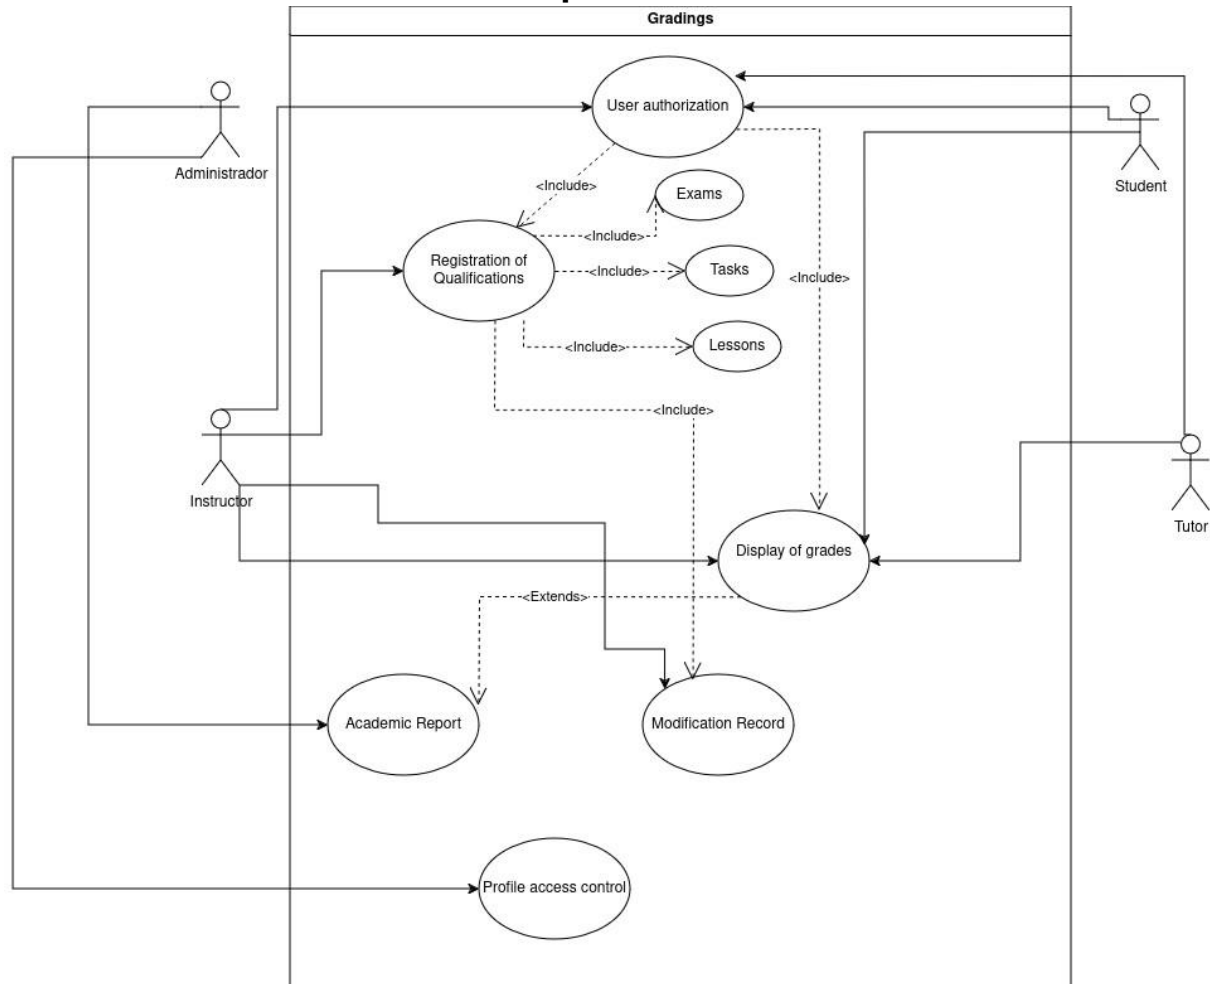 Gradings
User authorization
Administrador
Student
<Include>
Exams
<Include>
Registration of
Qualifications
<Include>
Tasks
<Include>
<Include>
Lessons
<Include>
Instructor
Tutor
Display of grades
<Extends>
Academic Report
Modification Record
Profile access control